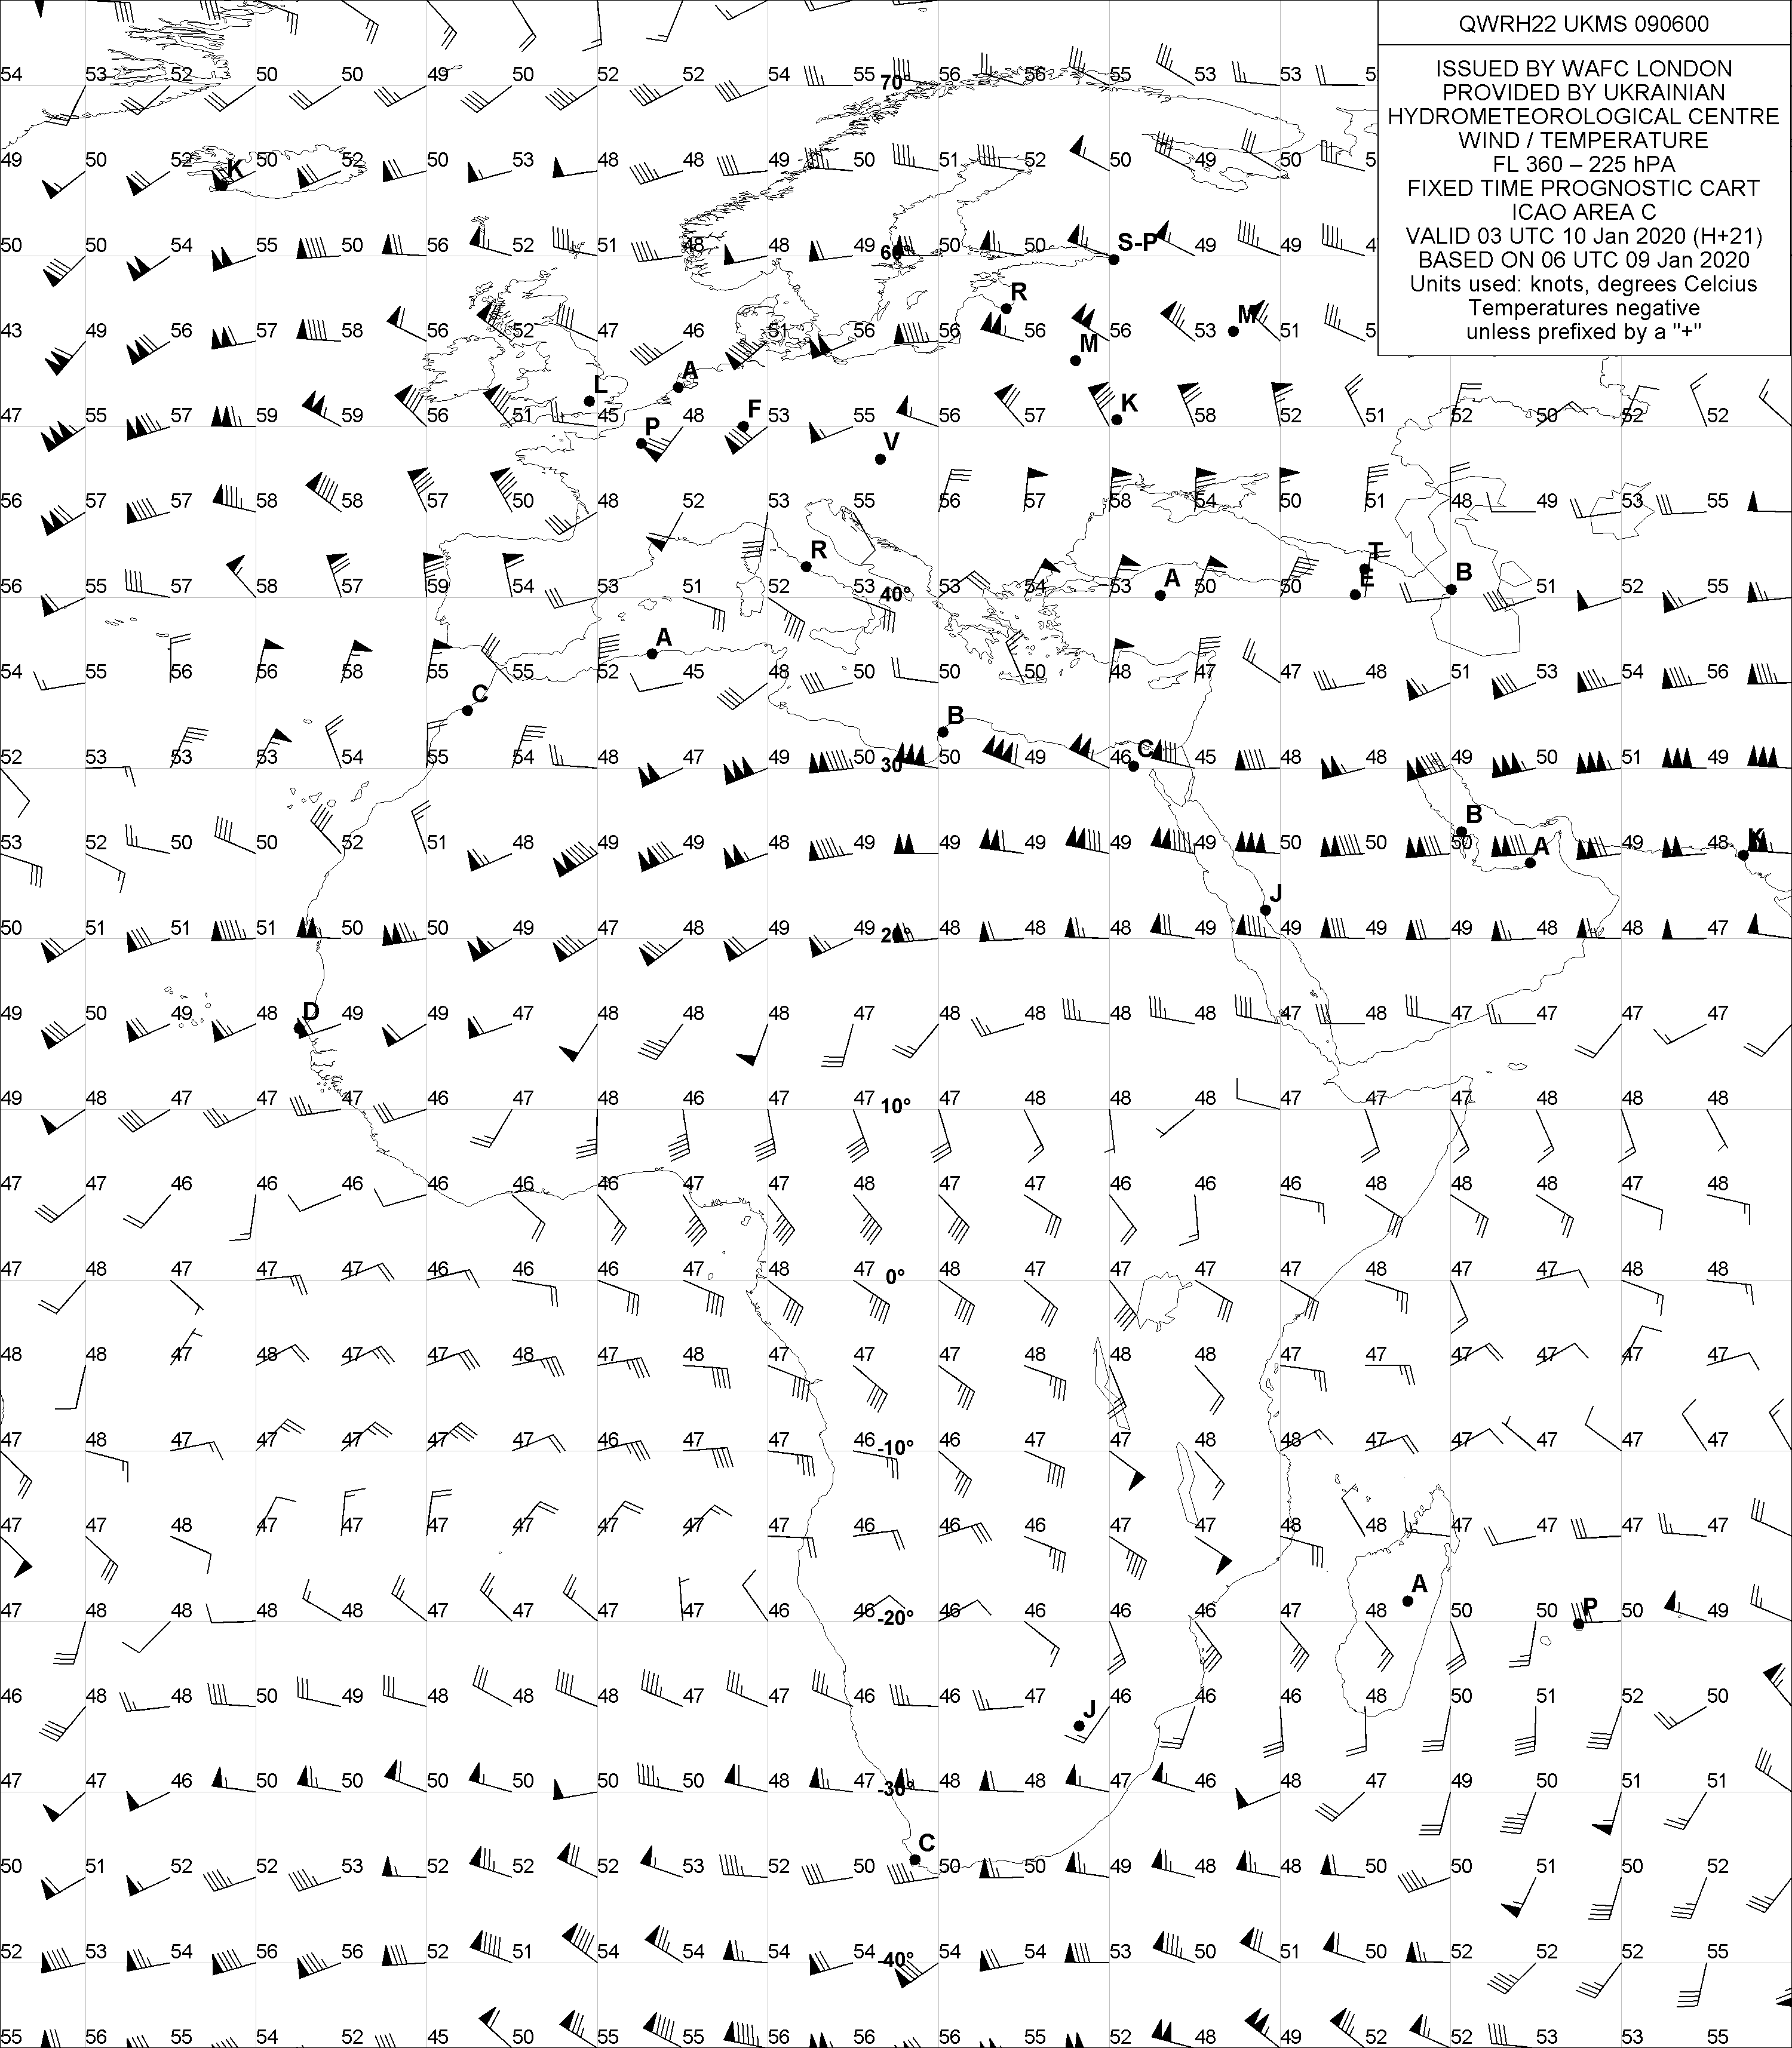 QWRH22 UKMS 090600
ISSUED BY WAFC LONDON
PROVIDED BY UKRAINIAN
HYDROMETEOROLOGICAL CENTRE
WIND / TEMPERATURE
FL 360 – 225 hPA
FIXED TIME PROGNOSTIC CART
ICAO AREA C
VALID 03 UTC 10 Jan 2020 (H+21)
BASED ON 06 UTC 09 Jan 2020
Units used: knots, degrees Celcius
Temperatures negative
unless prefixed by a "+"
54 53 52 50 50 49 50 52 52 54 55 70° 56 56 55 53 53 5
49 50 52 K 50 52 50 53 48 48 49 50 51 52 50 49 50 5
50 50 54 55 50 56 52 51 48 48 49 60° 50 50 S-P 49 49 4
R
43 49 56 57 58 56 52 47 46 51 56 56 56 56 53 M 51 5
M
A
L
47 55 57 59 59 56 51 45 P 48 F 53 55 56 57 K 58 52 51 52 50 52 52
V
56 57 57 58 58 57 50 48 52 53 55 56 57 58 54 50 51 48 49 53 55
R T
56 55 57 58 57 59 54 53 51 52 53 40° 53 54 53 A 50 50 E B 51 52 55
A
54 55 56 56 58 55 55 52 45 48 50 50 50 48 47 47 48 51 53 54 56
C
B
52 53 53 53 54 55 54 48 47 49 50 30° 50 49 46 C 45 48 48 49 50 51 49
B
53 52 50 50 52 51 48 49 49 48 49 49 49 49 49 50 50 50 A 49 48 K
J
50 51 51 51 50 50 49 47 48 49 49 20° 48 48 48 49 49 49 49 48 48 47
D
49 50 49 48 49 49 47 48 48 48 47 48 48 48 48 47 48 47 47 47 47
49 48 47 47 47 46 47 48 46 47 47 10° 47 48 48 48 47 47 47 48 48 48
47 47 46 46 46 46 46 46 47 47 48 47 47 46 46 46 48 48 48 47 48
47 48 47 47 47 46 46 46 47 48 47 0° 48 47 47 47 47 48 47 47 48 48
48 48 47 48 47 47 48 47 48 47 47 47 48 48 48 47 47 47 47 47 47
47 48 47 47 47 47 47 46 47 47 46 -10° 46 46 47 48 48 47 47 47 47 47
47 47 48 47 47 47 47 47 47 47 46 46 46 47 47 48 48 47 47 47 47
A
47 48 48 48 48 47 47 47 47 46 46 -20° 46 46 46 46 47 48 50 50 P 50 49
46 48 48 50 49 48 48 48 47 47 46 46 47 J 46 46 46 48 50 51 52 50
47 47 46 50 50 50 50 50 50 48 47 -30° 48 48 47 46 48 47 49 50 51 51
C
50 51 52 52 53 52 52 52 53 52 50 50 50 49 48 48 50 50 51 50 52
52 53 54 56 56 52 51 54 54 54 54 -40° 54 54 53 50 51 50 52 52 52 55
55 56 55 54 52 45 50 55 55 56 56 56 55 52 48 49 52 52 53 53 55